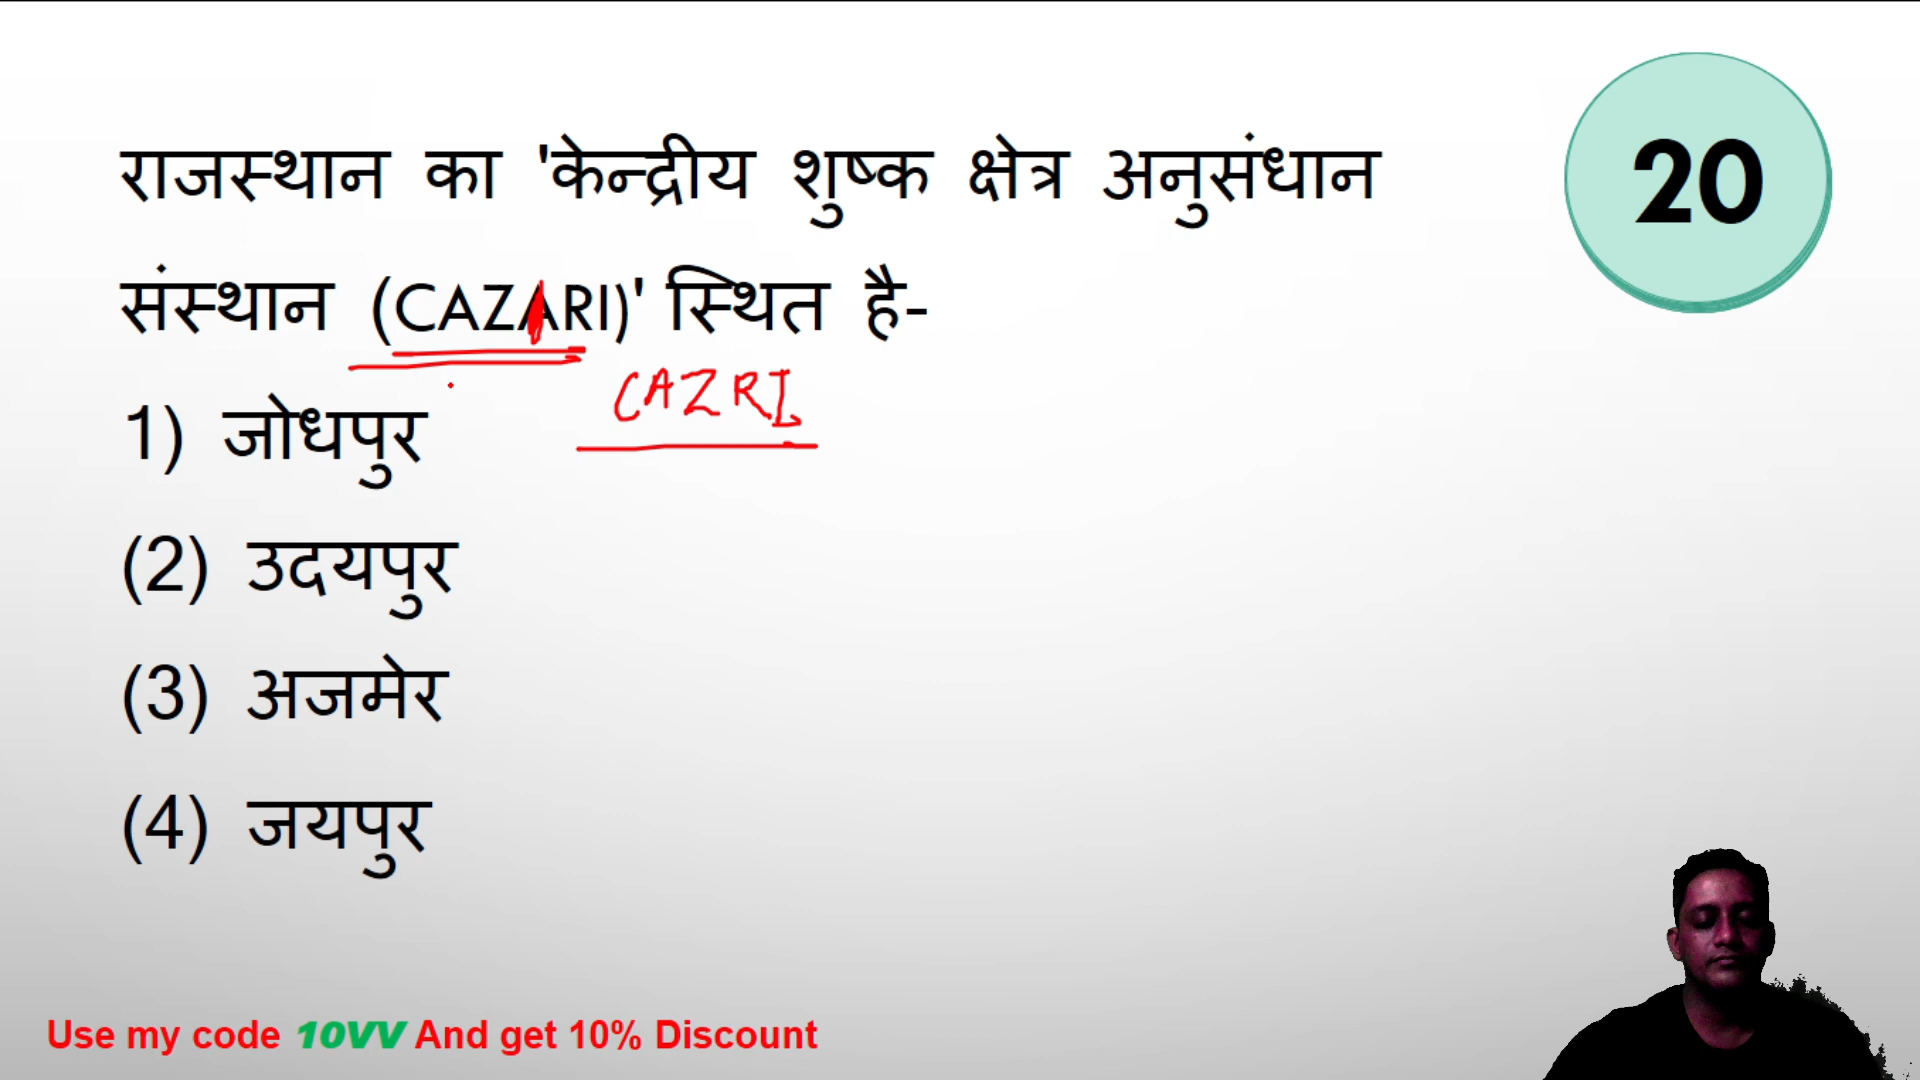 राजस्थान का 'केन्द्रीय शुष्क क्षेत्र अनुसंधान
20
संस्थान (CAZARI)' स्थित है-
CAZRI
1) जोधपुर
(2) उदयपुर
(3) अजमेर
(4) जयपुर
Use my code 10VV And get 10% Discount